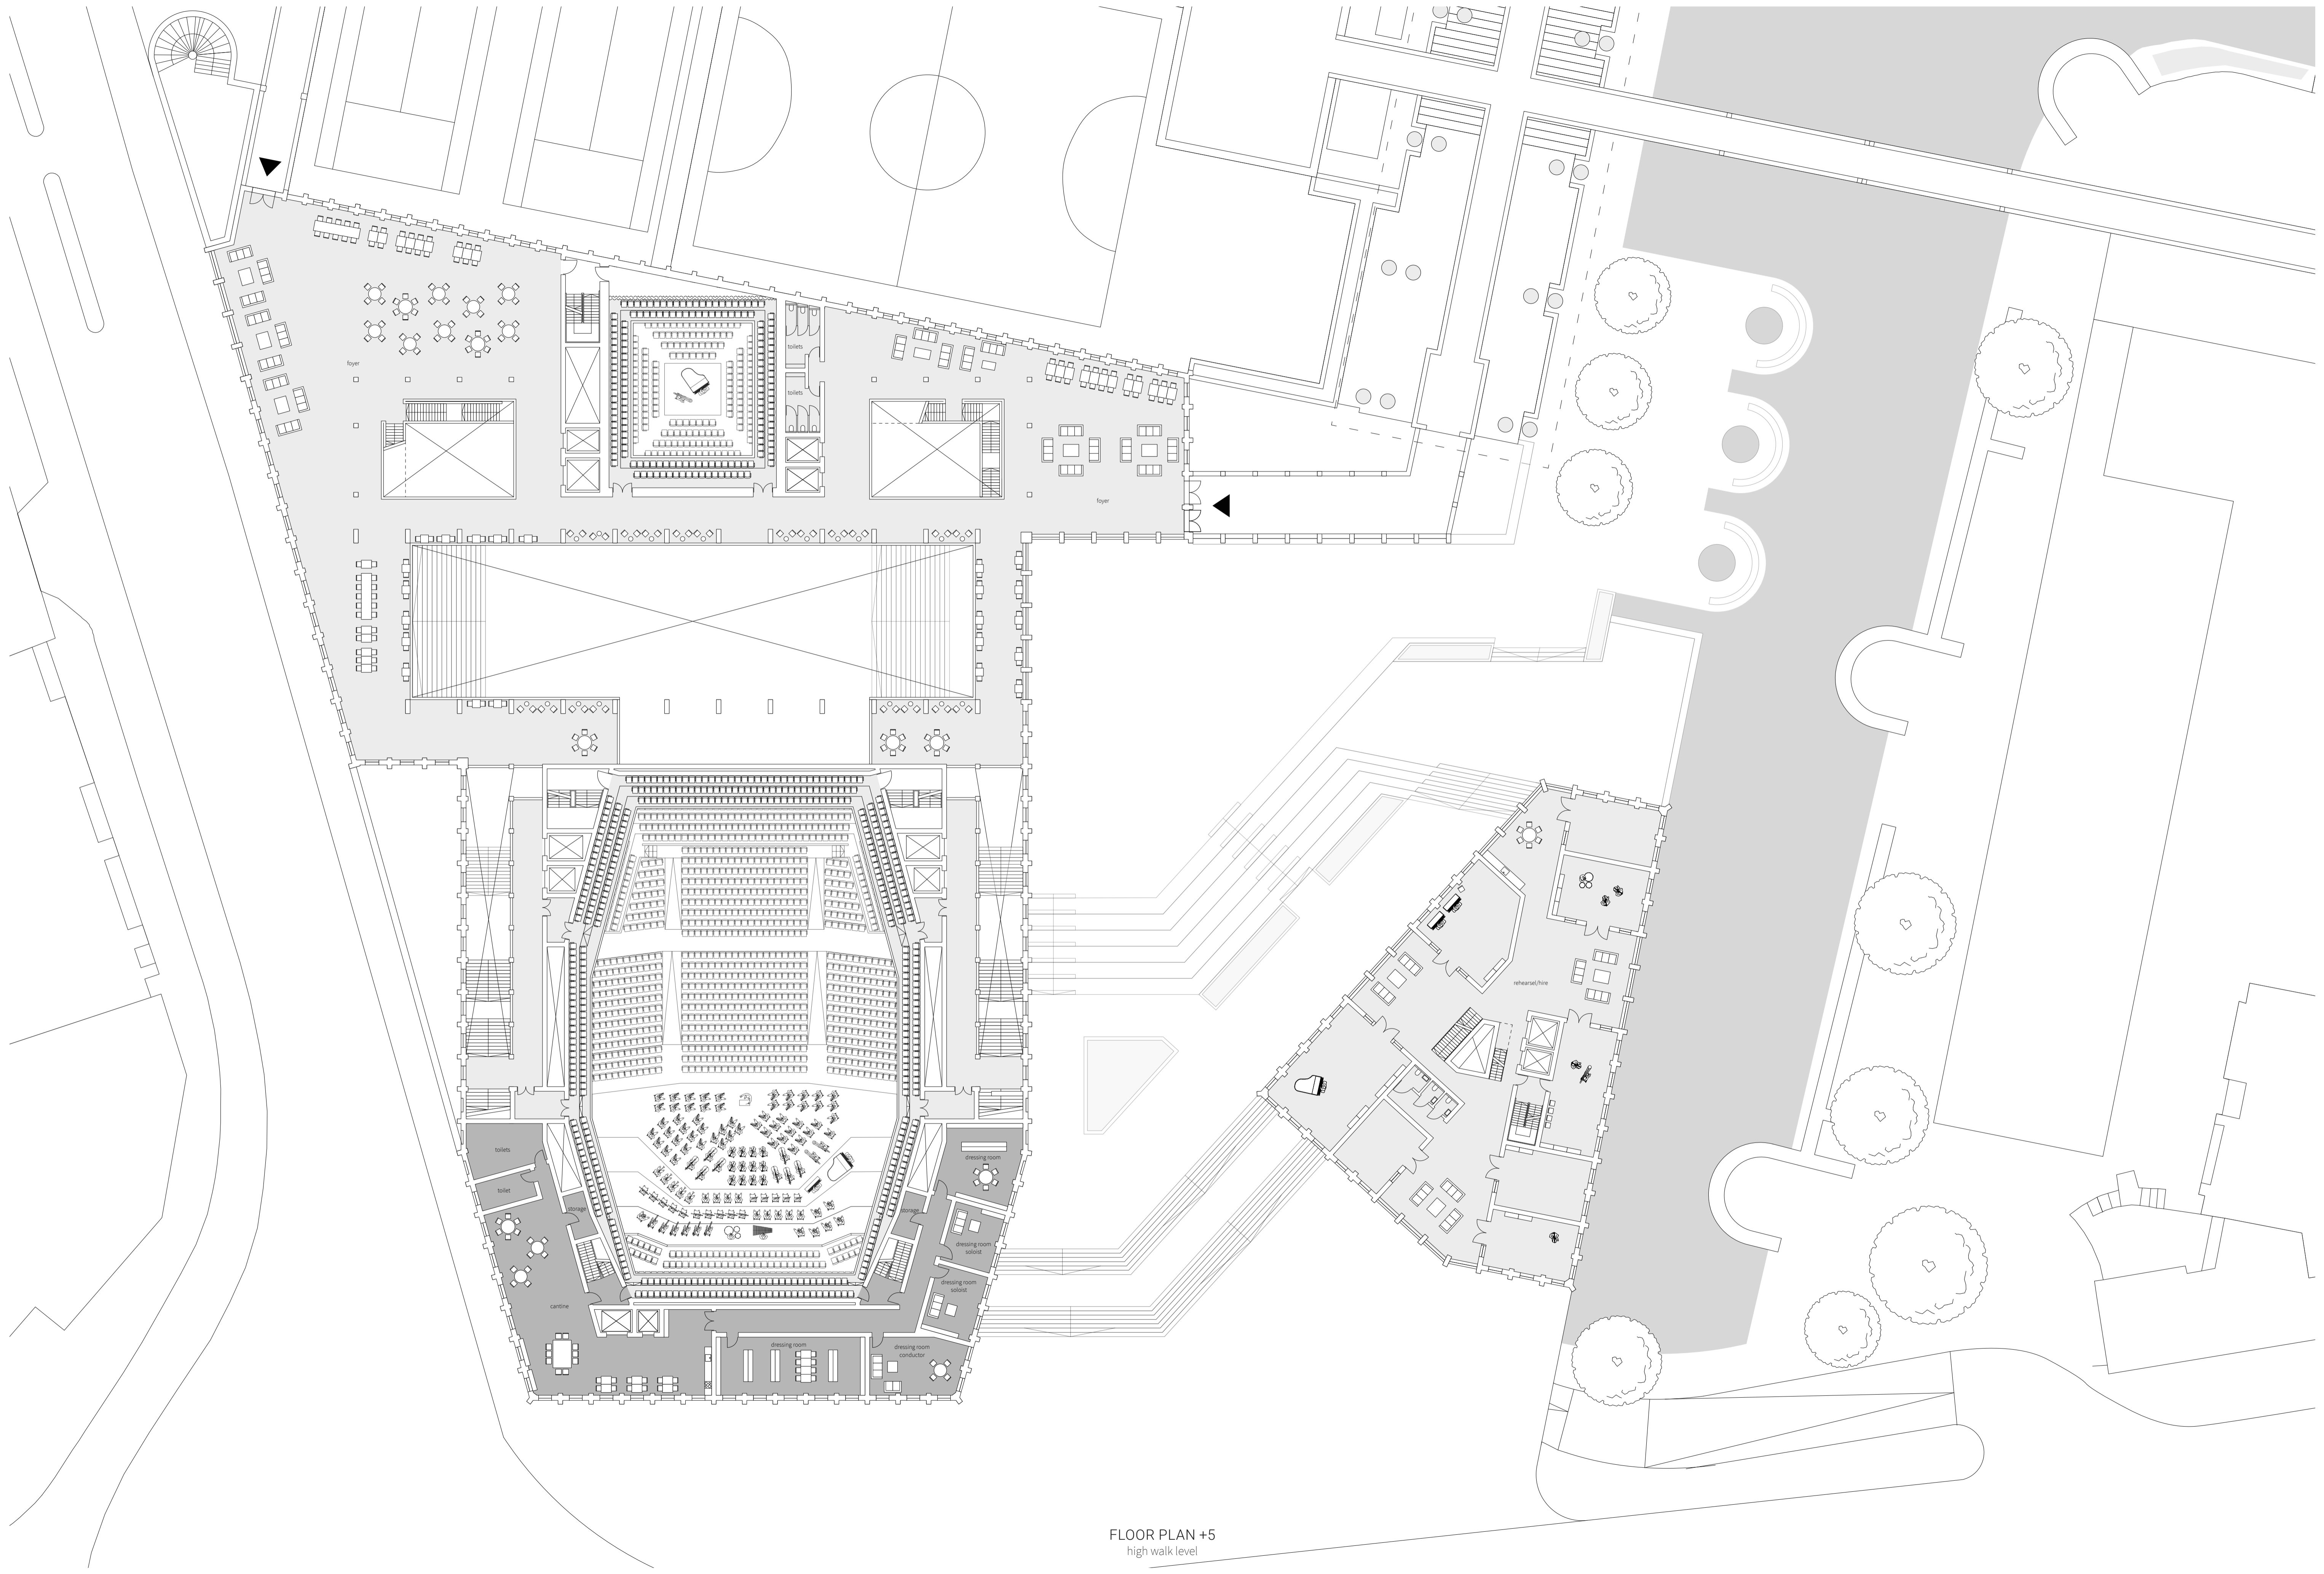 foyer
toilets
toilets
foyer
rehearsel/hire
toilets
toilet
storage
storage
dressing room
dressing room
soloist
dressing room
soloist
cantine
dressing room
dressing room
conductor
FLOOR PLAN +5
high walk level